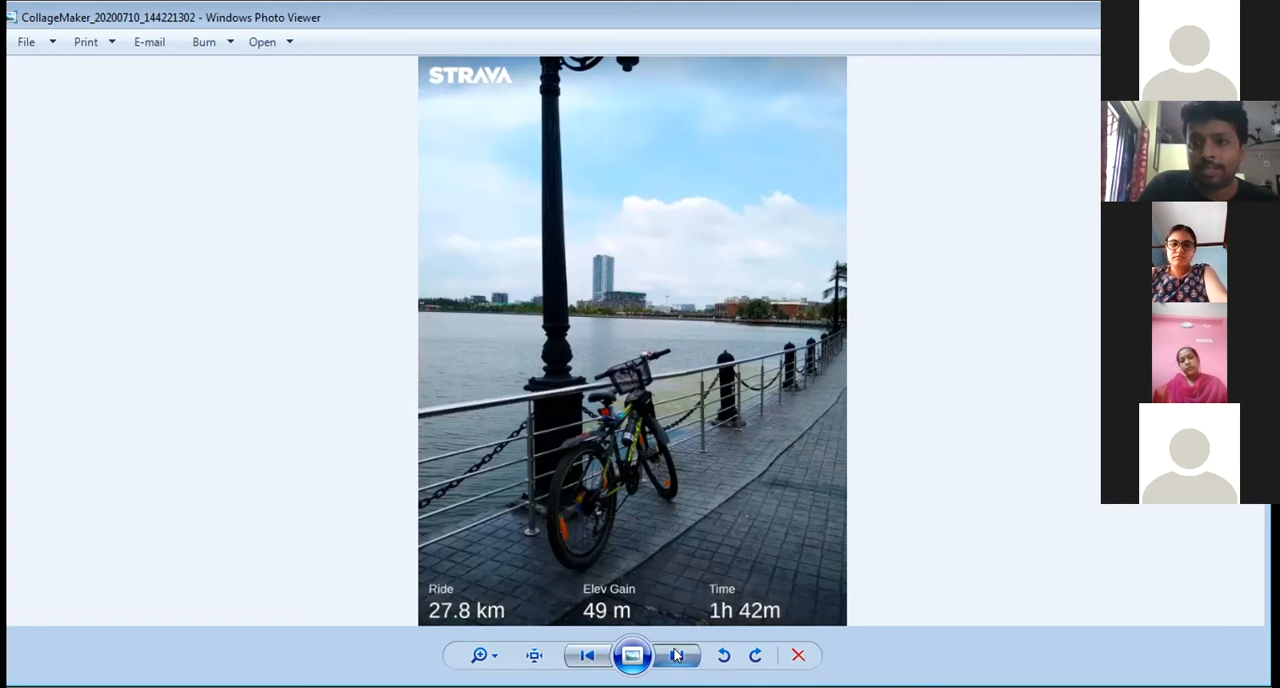 CollageMaker_20200710_144221302 - Windows Photo Viewer
File Print E-mail Burn Open
STRAVA
Ride Elev Gain Time
27.8 km 49 m 1h 42m